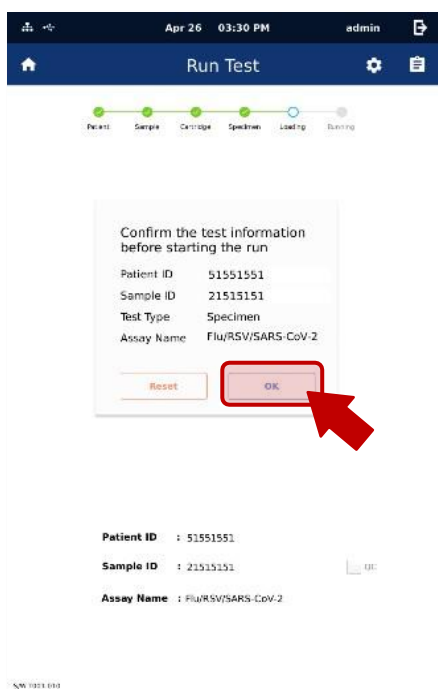 Apr 26 03:30 PM admin
Run Test
Patient Sample Cartridge Specimen Loading Running
Confirm the test information
before starting the run
Patient ID 51551551
Sample ID 21515151
Test Type Specimen
Assay Name Flu/RSV/SARS-CoV-2
Reset OK
Patient ID : 51551551
Sample ID : 21515151 QC
Assay Name : Flu/RSV/SARS-CoV-2